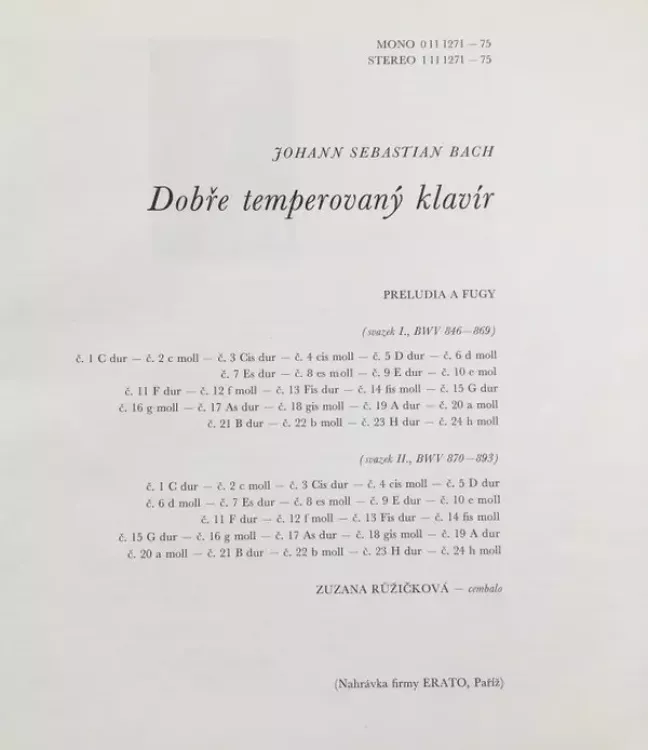 MONO 0 11 1271 – 75
STEREO 1 11 1271 – 75
JOHANN SEBASTIAN BACH
Dobře temperovaný klavír
PRELUDIA A FUGY
(svazek I., BWV 846—869)
č. 1 C dur — č. 2 c moll — č. 3 Cis dur — č. 4 cis moll — č. 5 D dur — č. 6 d moll
č. 7 Es dur — č. 8 es moll — č. 9 E dur — č. 10 e mol
č. 11 F dur — č. 12 f moll — č. 13 Fis dur — č. 14 fis moll — č. 15 G dur
č. 16 g moll — č. 17 As dur — č. 18 gis moll — č. 19 A dur — č. 20 a moll
č. 21 B dur — č. 22 b moll — č. 23 H dur — č. 24 h moll
(svazek II., BWV 870—893)
č. 1 C dur — č. 2 c moll — č. 3 Cis dur — č. 4 cis moll — č. 5 D dur
č. 6 d moll — č. 7 Es dur — č. 8 es moll — č. 9 E dur — č. 10 e moll
č. 11 F dur — č. 12 f moll — č. 13 Fis dur — č. 14 fis moll
č. 15 G dur — č. 16 g moll — č. 17 As dur — č. 18 gis moll — č. 19 A dur
č. 20 a moll — č. 21 B dur — č. 22 b moll — č. 23 H dur — č. 24 h moll
ZUZANA RŮŽIČKOVÁ — cembalo
(Nahrávka firmy ERATO, Paříž)